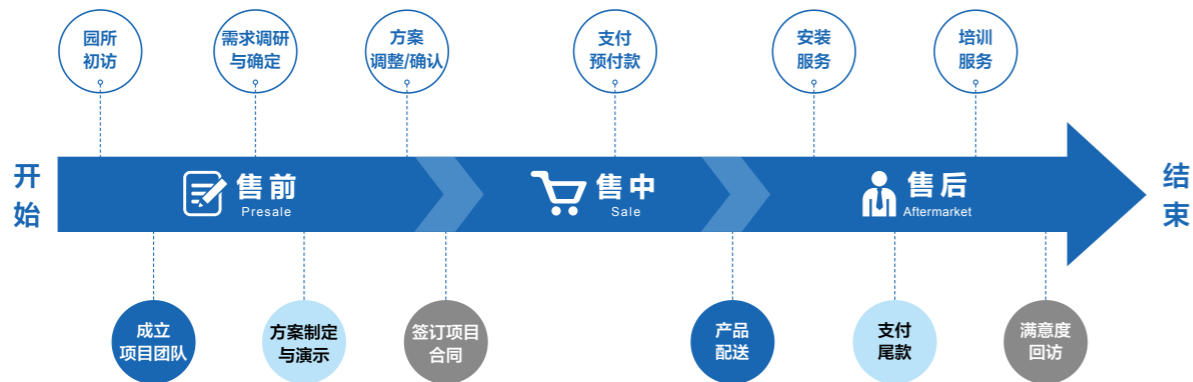 园所
初访
需求调研
与确定
方案
调整/确认
支付
预付款
安装
服务
培训
服务
开
始
售前
Presale
售中
Sale
售后
Aftermarket
结
束
成立
项目团队
方案制定
与演示
签订项目
合同
产品
配送
支付
尾款
满意度
回访